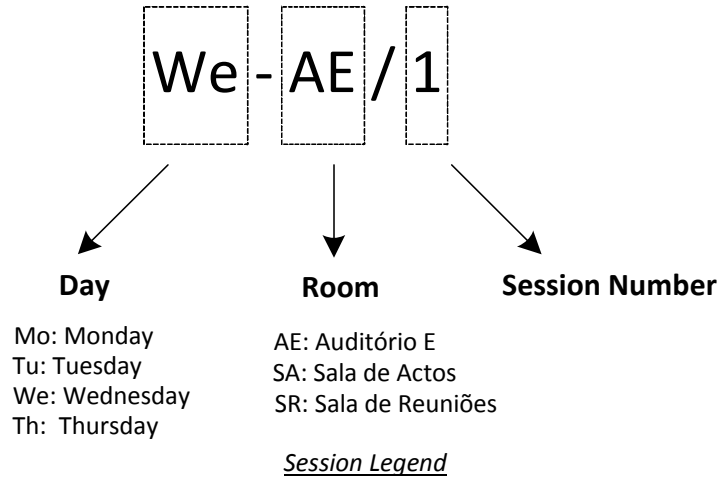 We - AE / 1
Day
Mo: Monday
Tu: Tuesday
We: Wednesday
Th: Thursday
Room
AE: Auditório E
SA: Sala de Actos
SR: Sala de Reuniões
Session Number
Session Legend